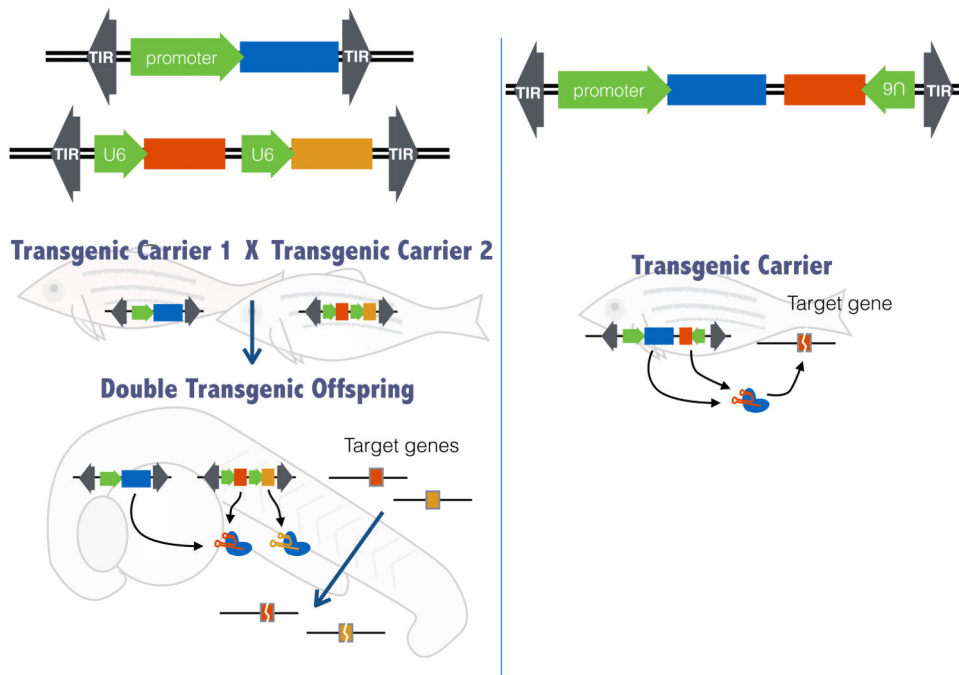 TIR promoter TIR
TIR U6 U6 TIR
Transgenic Carrier 1 X Transgenic Carrier 2
Double Transgenic Offspring
Target genes
TIR promoter U6 TIR
Transgenic Carrier
Target gene